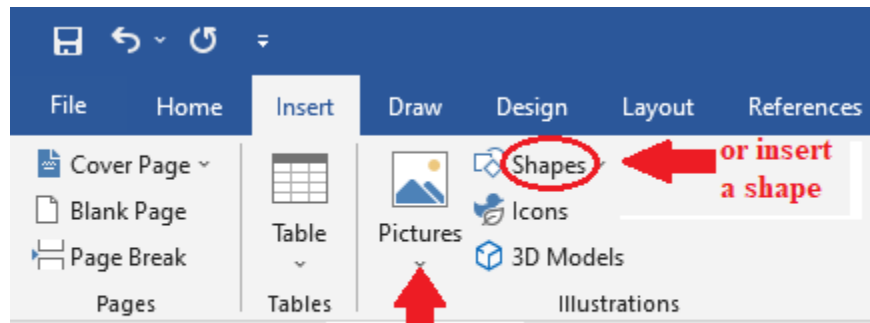 File Home Insert Draw Design Layout References
Cover Page
Blank Page
Page Break
Pages
Table
Tables
Pictures
Shapes
Icons
3D Models
Illustrations
or insert
a shape